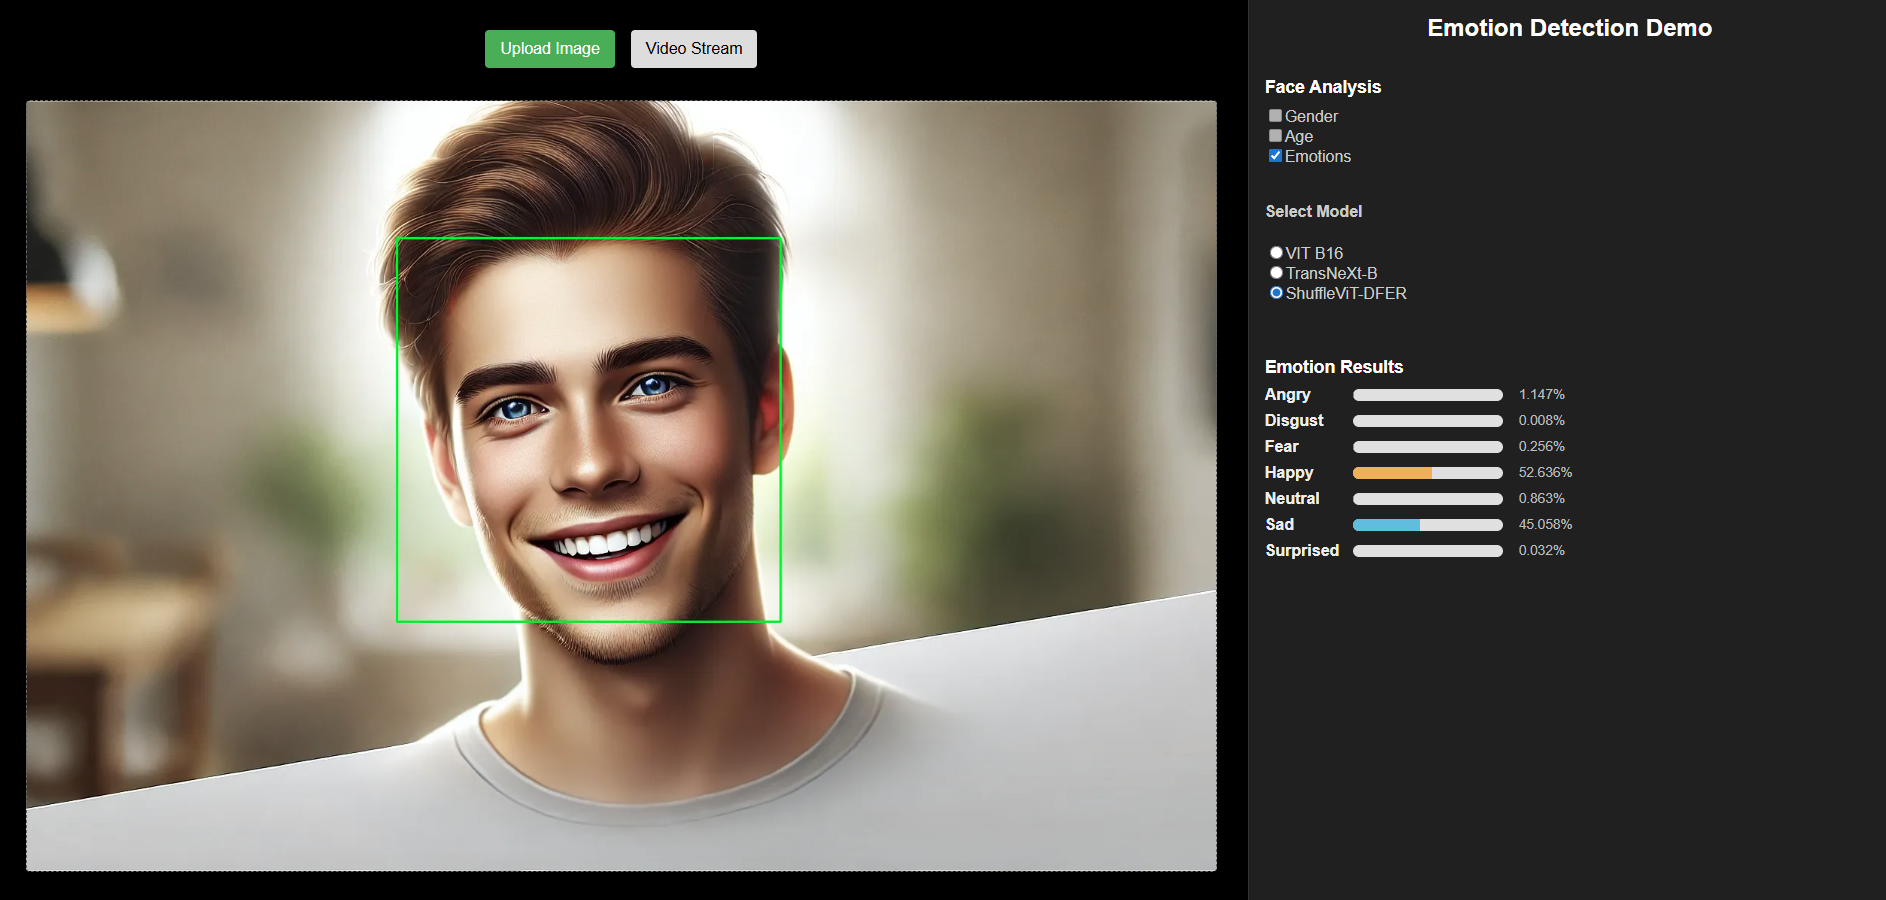 Upload Image
Video Stream
Emotion Detection Demo
Face Analysis
Gender
Age
Emotions
Select Model
VIT B16
TransNeXt-B
ShuffleViT-DFER
Emotion Results
Angry 1.147%
Disgust 0.008%
Fear 0.256%
Happy 52.636%
Neutral 0.863%
Sad 45.058%
Surprised 0.032%